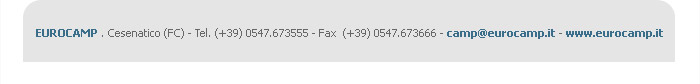 EUROCAMP . Cesenatico (FC) - Tel. (+39) 0547.673555 - Fax (+39) 0547.673666 - camp@eurocamp.it - www.eurocamp.it